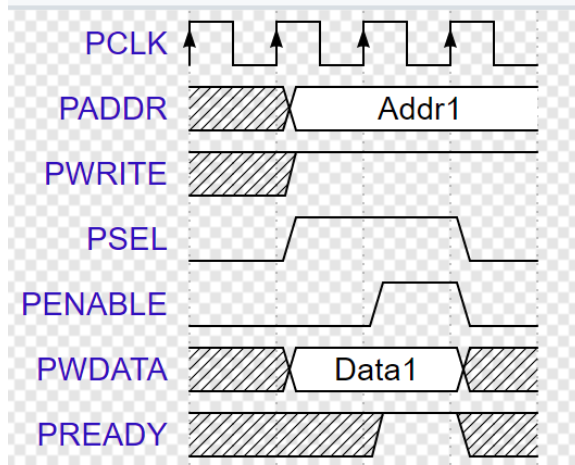 PCLK
PADDR Addr1
PWRITE
PSEL
PENABLE
PWDATA Data1
PREADY